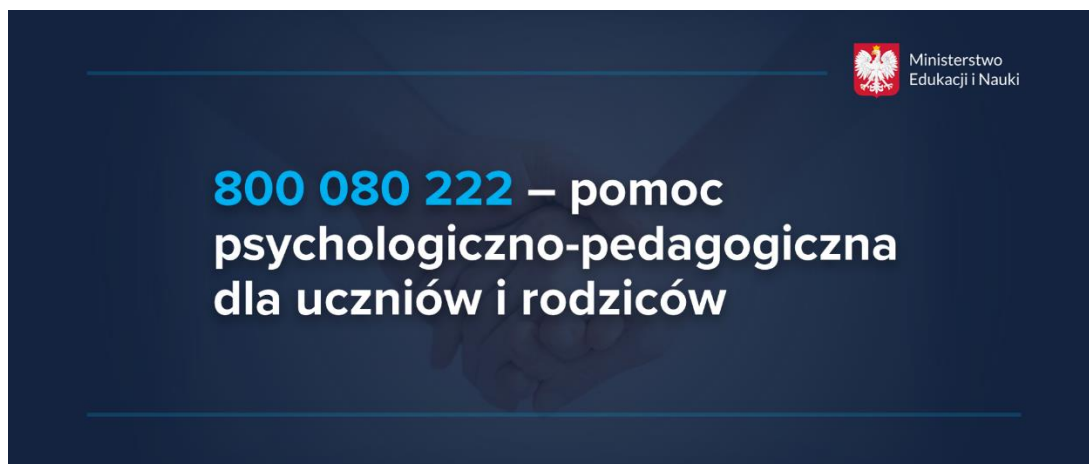 Ministerstwo
Edukacji i Nauki
800 080 222 – pomoc
psychologiczno-pedagogiczna
dla uczniów i rodziców